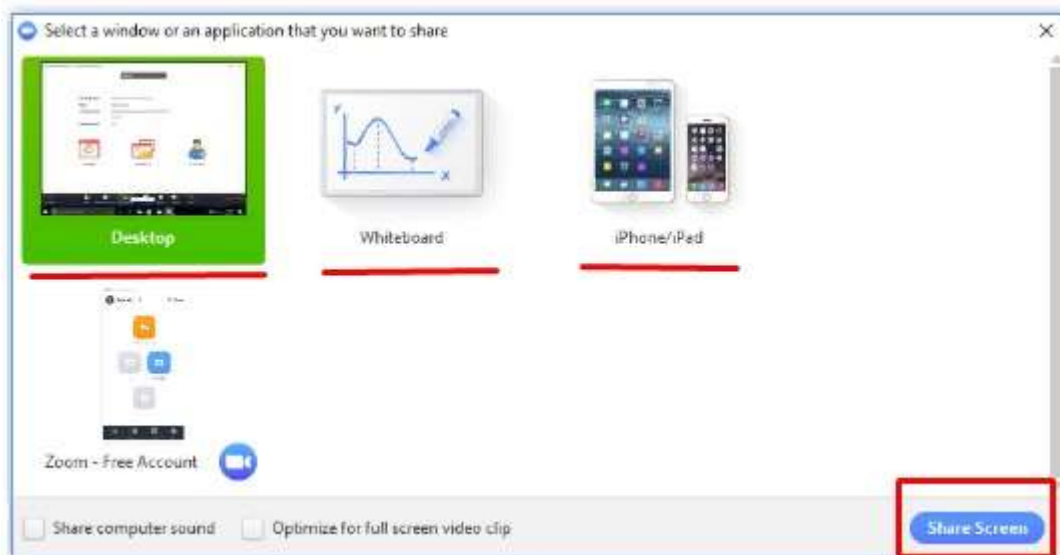 Select a window or an application that you want to share
Desktop
Whiteboard
iPhone/iPad
Zoom - Free Account
Share computer sound
Optimize for full screen video clip
Share Screen